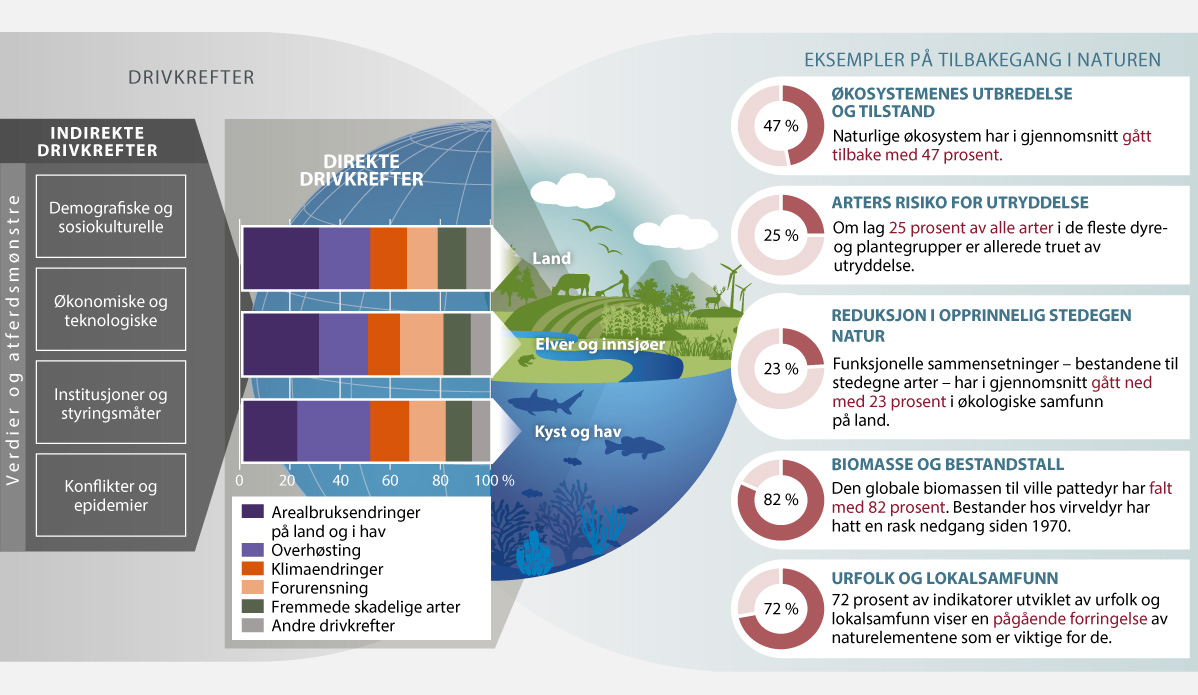 DRIVKREFTER
INDIREKTE
DRIVKREFTER
Verdier og atferdsmønstre
Demografiske og
sosiokulturelle
Økonomiske og
teknologiske
Institusjoner og
styringsmåter
Konflikter og
epidemier
DIREKTE
DRIVKREFTER
Land
Elver og innsjøer
Kyst og hav
0 20 40 60 80 100 %
Arealbruksendringer
på land og i hav
Overhøsting
Klimaendringer
Forurensning
Fremmede skadelige arter
Andre drivkrefter
EKSEMPLER PÅ TILBAKEGANG I NATUREN
47 %
ØKOSYSTEMENES UTBREDELSE
OG TILSTAND
Naturlige økosystem har i gjennomsnitt gått
tilbake med 47 prosent.
25 %
ARTERS RISIKO FOR UTRYDDELSE
Om lag 25 prosent av alle arter i de fleste dyre-
og plantegrupper er allerede truet av
utryddelse.
23 %
REDUKSJON I OPPRINNELIG STEDEGEN
NATUR
Funksjonelle sammensetninger – bestandene til
stedegne arter – har i gjennomsnitt gått ned
med 23 prosent i økologiske samfunn
på land.
82 %
BIOMASSE OG BESTANDSTALL
Den globale biomassen til ville pattedyr har falt
med 82 prosent. Bestander hos virveldyr har
hatt en rask nedgang siden 1970.
72 %
URFOLK OG LOKALSAMFUNN
72 prosent av indikatorer utviklet av urfolk og
lokalsamfunn viser en pågående forringelse av
naturelementene som er viktige for de.